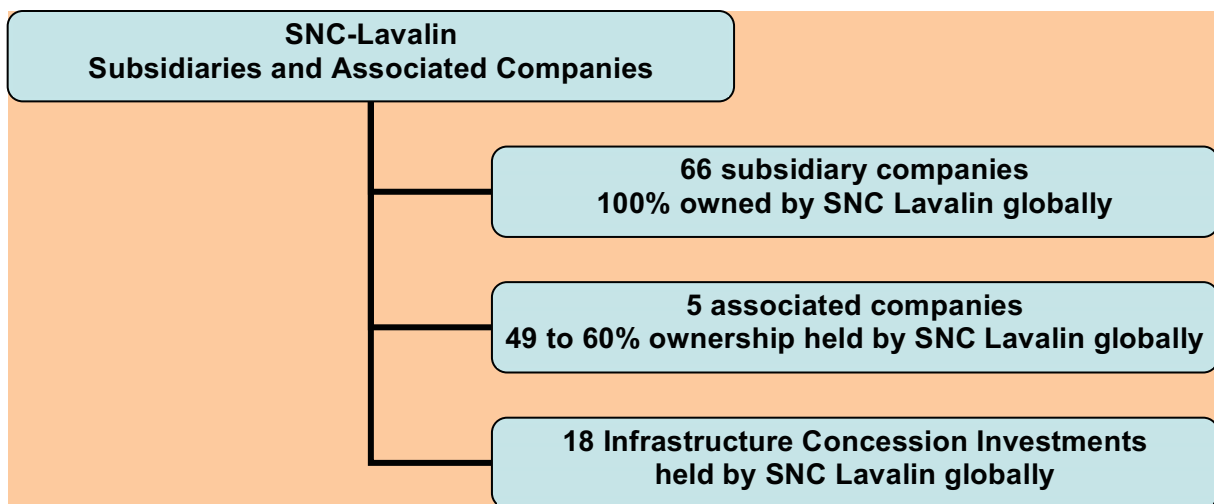 SNC-Lavalin
Subsidiaries and Associated Companies
66 subsidiary companies
100% owned by SNC Lavalin globally
5 associated companies
49 to 60% ownership held by SNC Lavalin globally
18 Infrastructure Concession Investments
held by SNC Lavalin globally